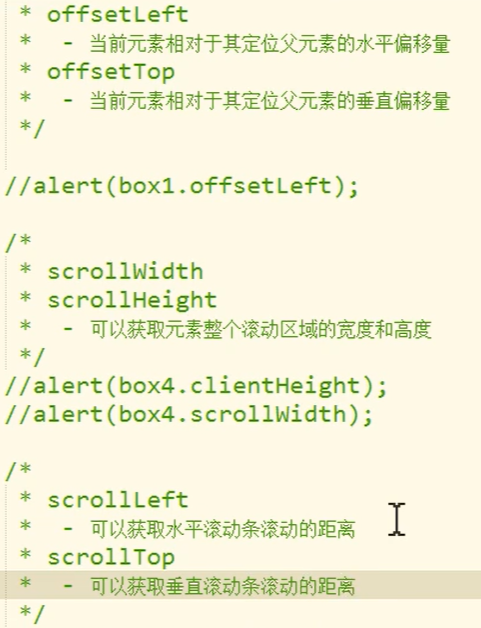 * offsetLeft
* - 当前元素相对于其定位父元素的水平偏移量
* offsetTop
* - 当前元素相对于其定位父元素的垂直偏移量
*/
//alert(box1.offsetLeft);
/*
* scrollWidth
* scrollHeight
* - 可以获取元素整个滚动区域的宽度和高度
*/
//alert(box4.clientHeight);
//alert(box4.scrollWidth);
/*
* scrollLeft
* - 可以获取水平滚动条滚动的距离
* scrollTop
* - 可以获取垂直滚动条滚动的距离
*/